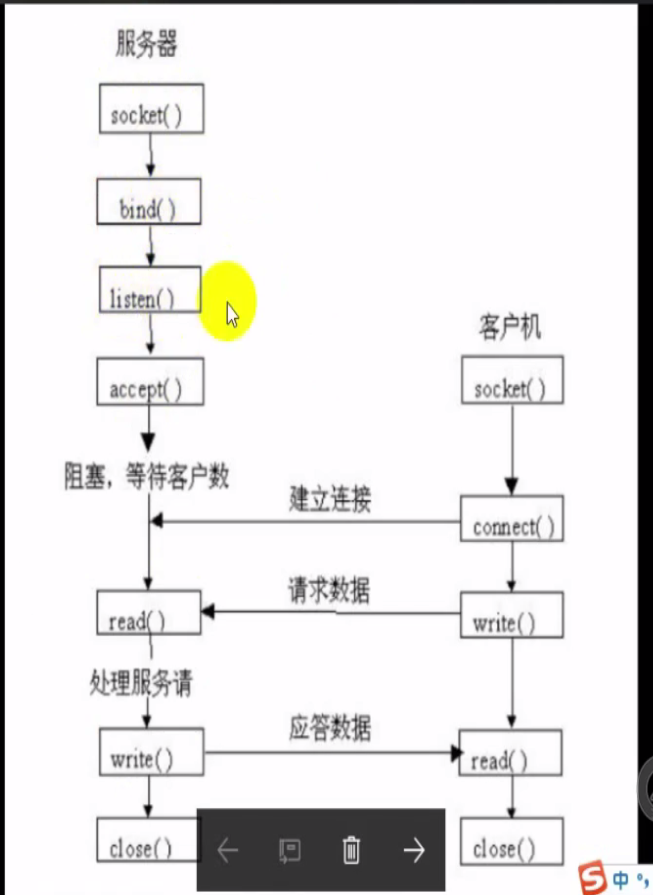 服务器
socket()
bind()
listen()
accept()
阻塞，等待客户数
read()
处理服务请
write()
close()
建立连接
请求数据
应答数据
客户机
socket()
connect()
write()
read()
close()
S 中 °,